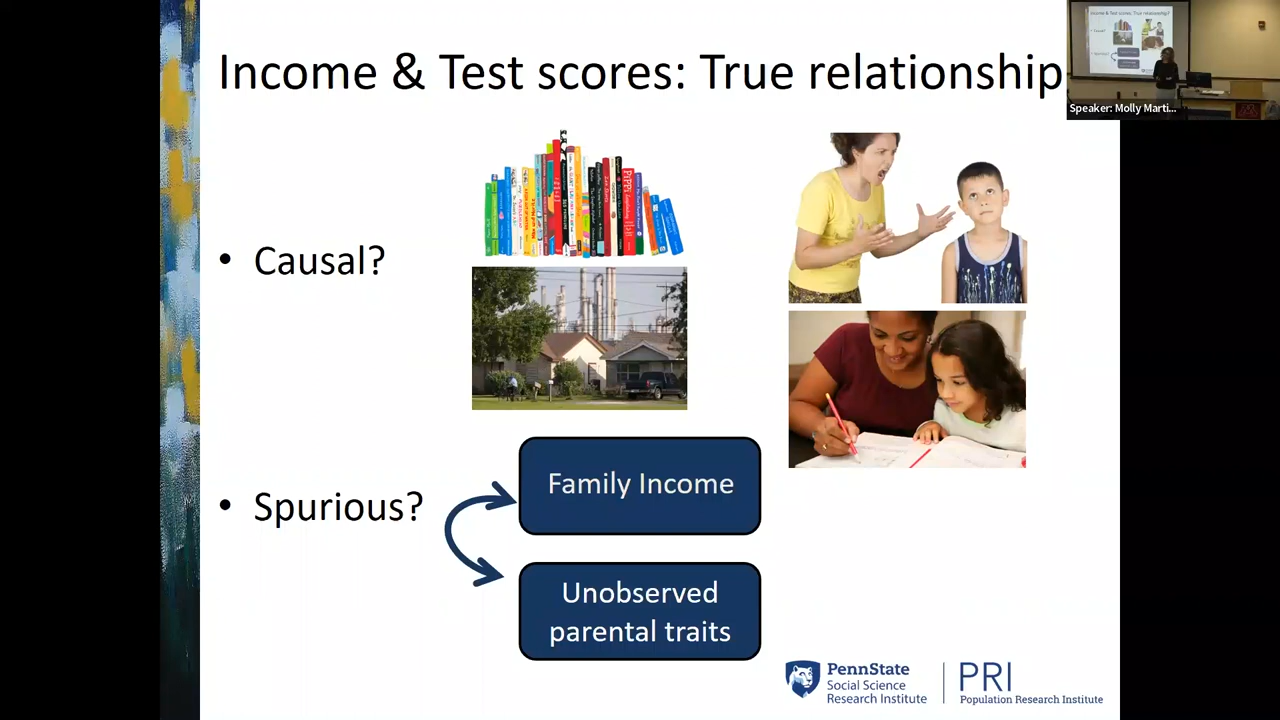 Income & Test scores: True relationship
Speaker: Molly Marti...
• Causal?
PIPPI
• Spurious?
Family Income
Unobserved
parental traits
PennState
Social Science
Research Institute
PRI
Population Research Institute